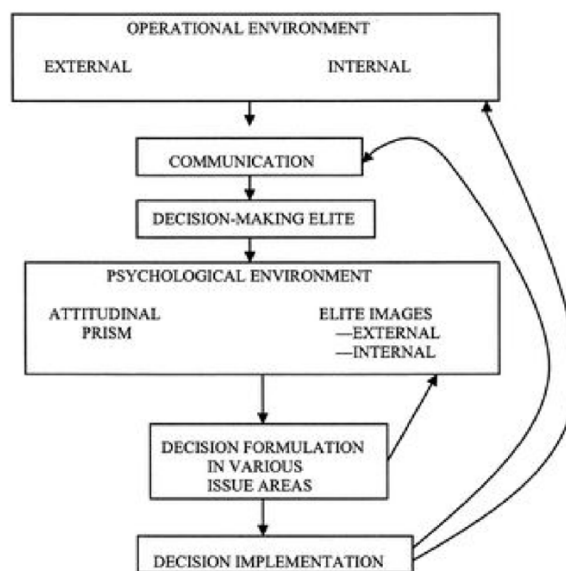 OPERATIONAL ENVIRONMENT
EXTERNAL INTERNAL
COMMUNICATION
DECISION-MAKING ELITE
PSYCHOLOGICAL ENVIRONMENT
ATTITUDINAL ELITE IMAGES
PRISM —EXTERNAL
—INTERNAL
DECISION FORMULATION
IN VARIOUS
ISSUE AREAS
DECISION IMPLEMENTATION